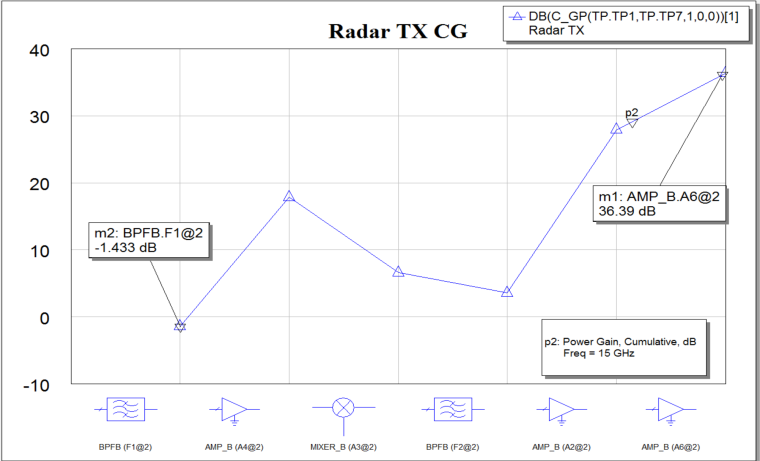 Radar TX CG
DB(C_GP(TP.TP1,TP.TP7,1,0,0))[1]
Radar TX
40
30
20
10
0
-10
p2
m1: AMP_B.A6@2
36.39 dB
m2: BPFB.F1@2
-1.433 dB
p2: Power Gain, Cumulative, dB
Freq = 15 GHz
BPFB (F1@2)
AMP_B (A4@2)
MIXER_B (A3@2)
BPFB (F2@2)
AMP_B (A2@2)
AMP_B (A6@2)